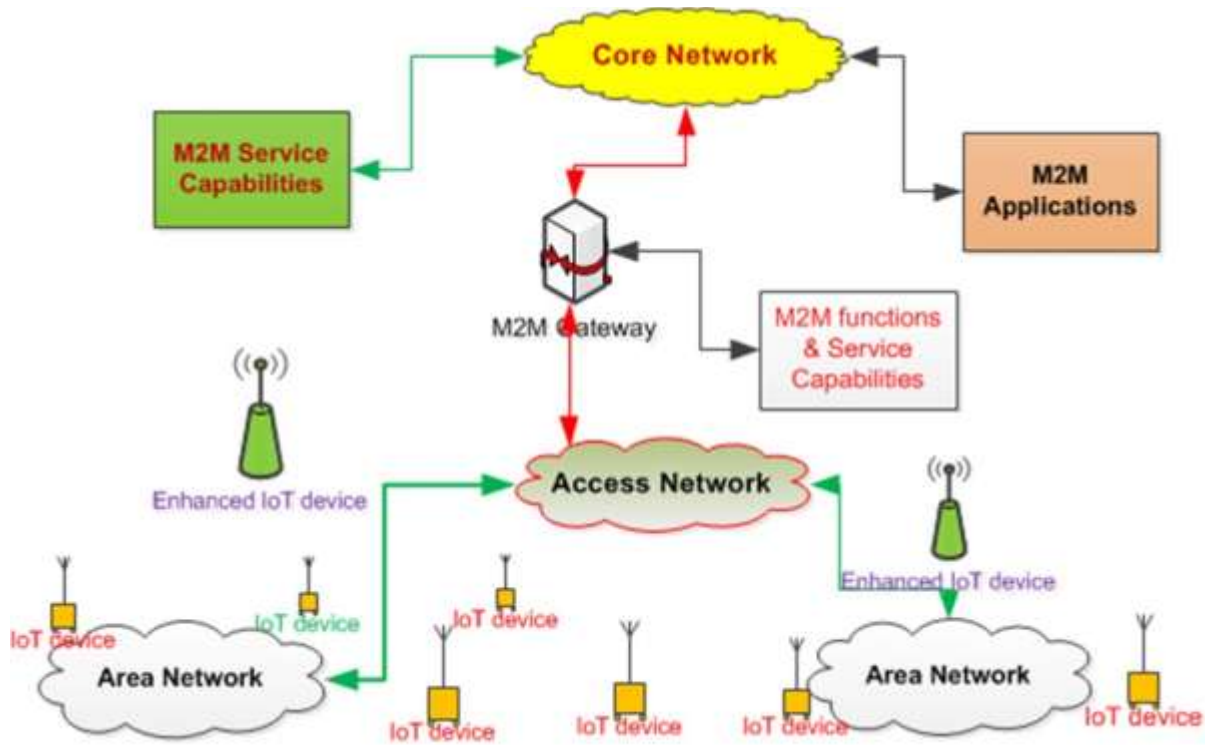 Core Network
M2M Service
Capabilities
M2M
Applications
M2M Gateway
M2M functions
& Service
Capabilities
Enhanced IoT device
Access Network
Enhanced IoT device
IoT device
IoT device
IoT device
Area Network
Area Network
IoT device
IoT device
IoT device
IoT device